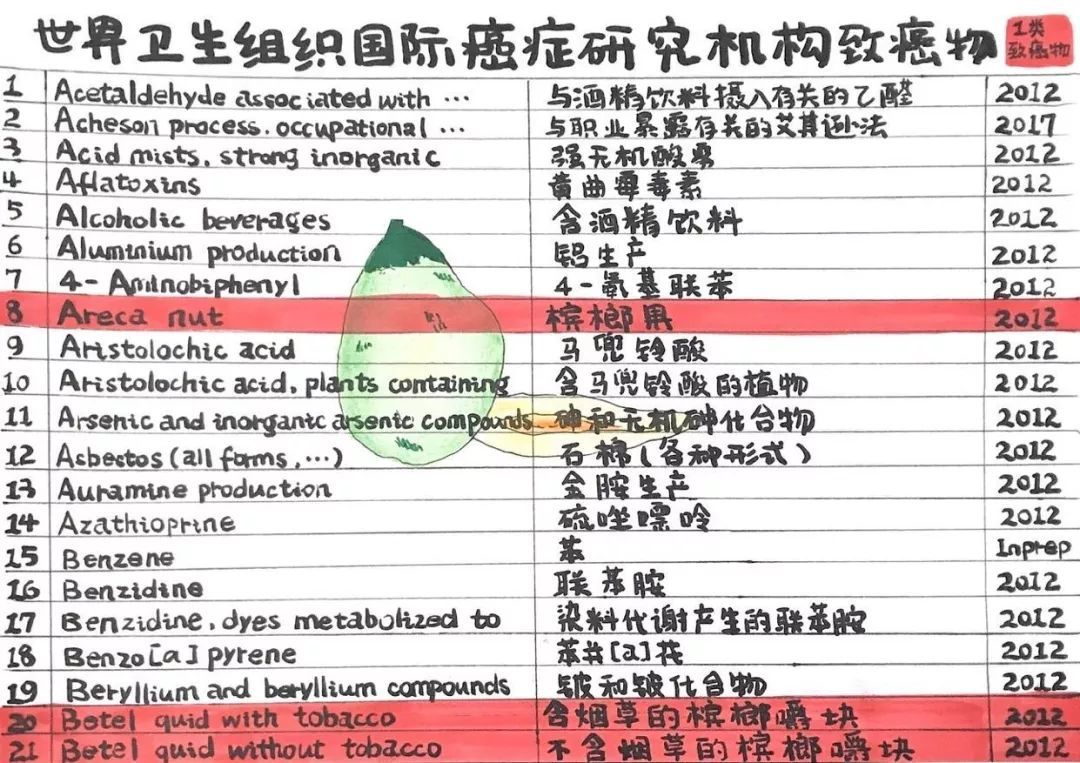 世界卫生组织国际癌症研究机构致癌物 1类致癌物
1 Acetaldehyde associated with ... 与酒精饮料摄入有关的乙醛 2012
2 Acheson process, occupational ... 与职业暴露有关的艾其逊法 2017
3 Acid mists, strong inorganic 强无机酸雾 2012
4 Aflatoxins 黄曲霉毒素 2012
5 Alcoholic beverages 含酒精饮料 2012
6 Aluminium production 铝生产 2012
7 4-Aminobiphenyl 4-氨基联苯 2012
8 Areca nut 槟榔果 2012
9 Aristolochic acid 马兜铃酸 2012
10 Aristolochic acid, plants containing 含马兜铃酸的植物 2012
11 Arsenic and inorganic arsenic compounds 砷和无机砷化合物 2012
12 Asbestos (all forms, ...) 石棉(各种形式) 2012
13 Auramine production 金胺生产 2012
14 Azathioprine 硫唑嘌呤 2012
15 Benzene 苯 Inprep
16 Benzidine 联苯胺 2012
17 Benzidine, dyes metabolized to 染料代谢产生的联苯胺 2012
18 Benzo[a]pyrene 苯并[a]芘 2012
19 Beryllium and beryllium compounds 铍和铍化合物 2012
20 Betel quid with tobacco 含烟草的槟榔嚼块 2012
21 Betel quid without tobacco 不含烟草的槟榔嚼块 2012